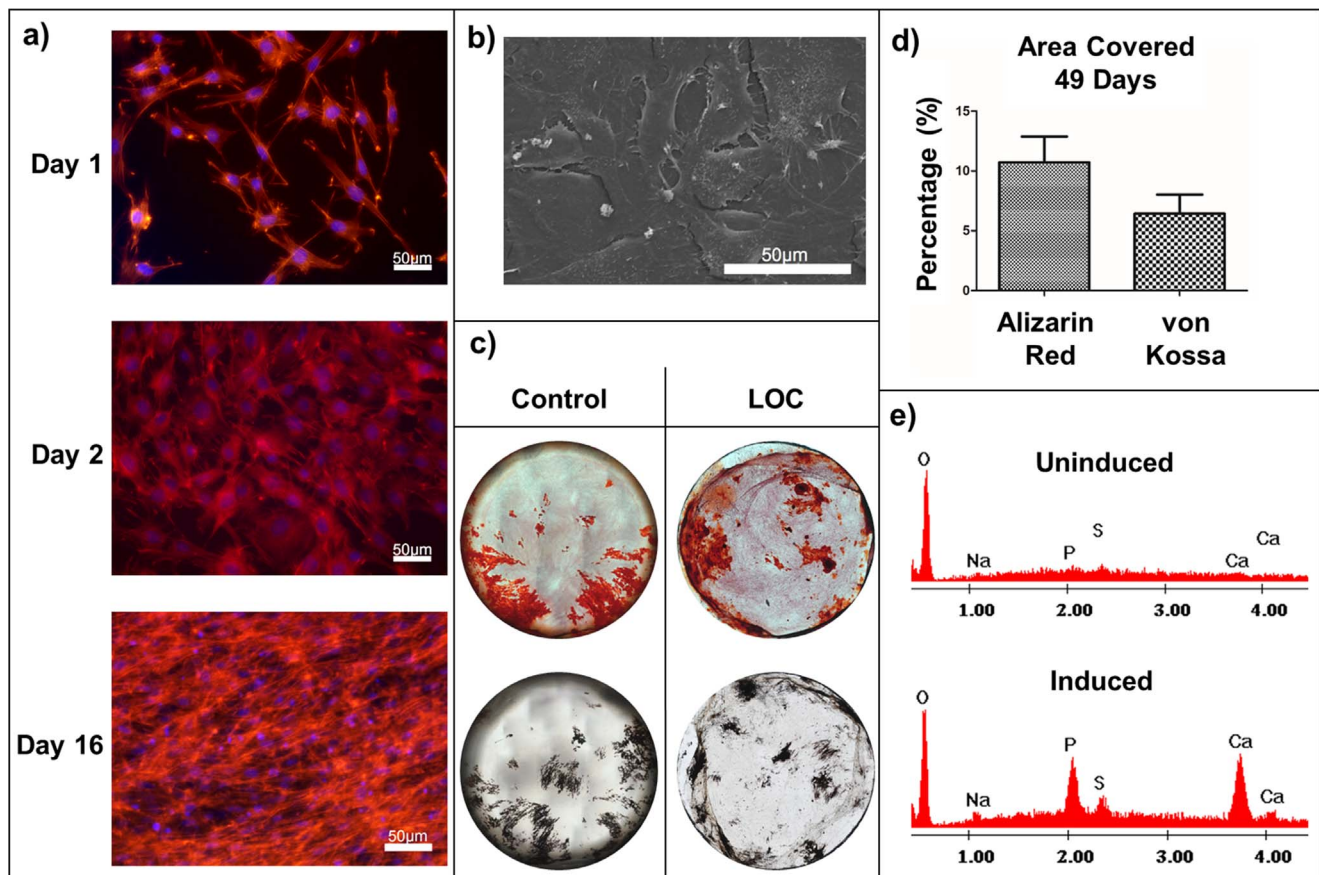 a)
Day 1
50µm
Day 2
50µm
Day 16
50µm
b)
50µm
c)
Control
LOC
d)
Area Covered
49 Days
Percentage (%)
15
10
5
0
Alizarin
Red
von
Kossa
e)
Uninduced
O
Na
P
S
Ca
Ca
1.00
2.00
3.00
4.00
Induced
O
Na
P
S
Ca
Ca
1.00
2.00
3.00
4.00